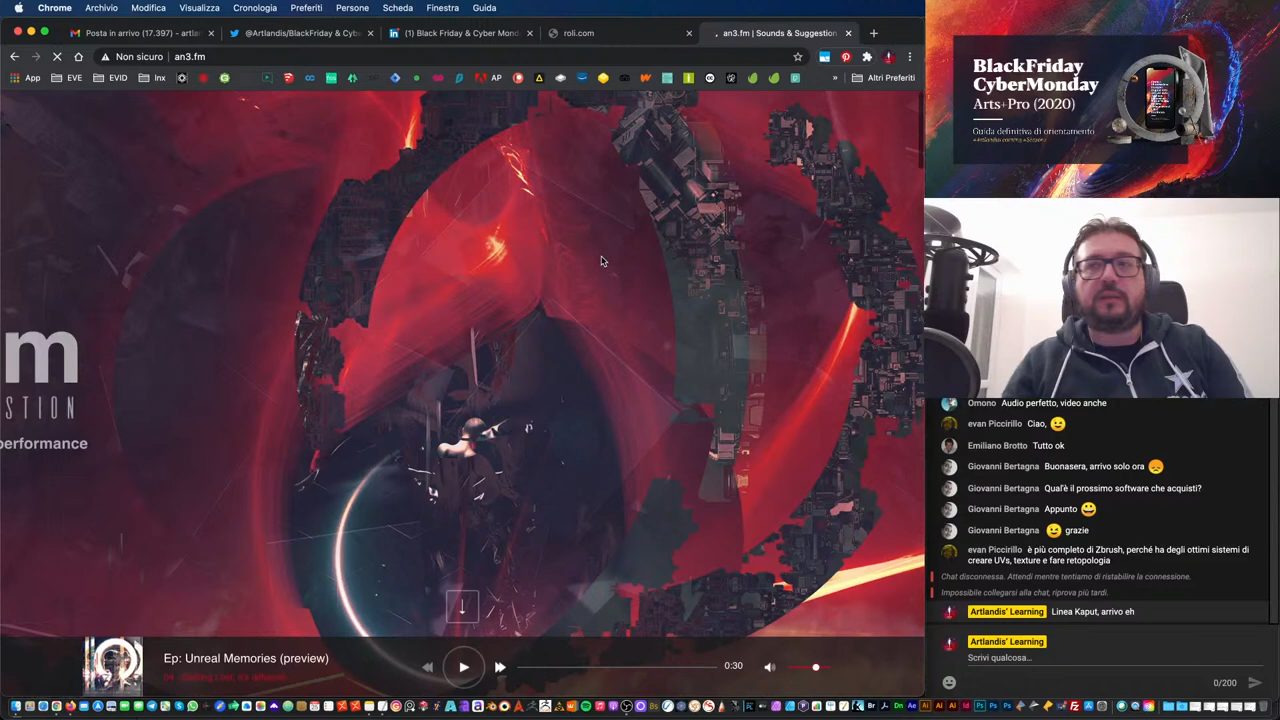 Chrome Archivio Modifica Visualizza Cronologia Preferiti Persone Scheda Finestra Guida
Posta in arrivo (17.397) - artlan
@Artlandis/BlackFriday & Cybe
(1) Black Friday & Cyber Mond
roli.com
an3.fm | Sounds & Suggestion
Non sicuro | an3.fm
App EVE EVID Inx AP Altri Preferiti
m
STION
performance
Ep: Unreal Memories, by Azzurra
0:30
BlackFriday
CyberMonday
Arts+Pro (2020)
Guida definitiva di orientamento
Omono Audio perfetto, video anche
evan Piccirillo Ciao, 😉
Emiliano Brotto Tutto ok
Giovanni Bertagna Buonasera, arrivo solo ora 😞
Giovanni Bertagna Qual'è il prossimo software che acquisti?
Giovanni Bertagna Appunto 😀
Giovanni Bertagna 😉 grazie
evan Piccirillo è più completo di Zbrush, perché ha degli ottimi sistemi di
creare UVs, texture e fare retopologia
Chat disconnessa. Attendi mentre tentiamo di ristabilire la connessione.
Impossibile collegarsi alla chat, riprova più tardi.
Artlandis' Learning Linea Kaput, arrivo eh
Artlandis' Learning
Scrivi qualcosa...
0/200